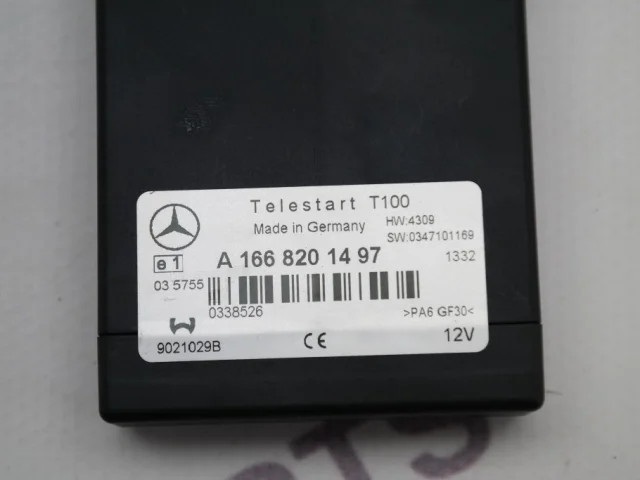 Telestart T100
Made in Germany HW:4309
SW:0347101169
e1 A 166 820 14 97 1332
03 5755
0338526 >PA6 GF30<
9021029B CE 12V